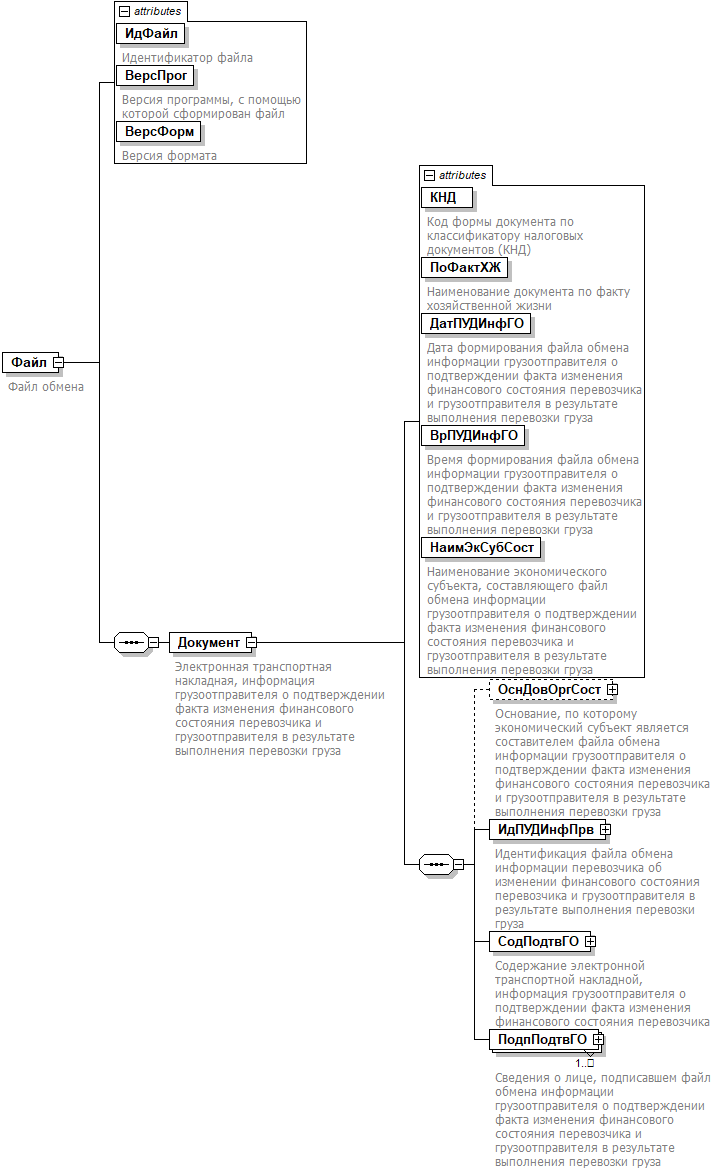 attributes
ИдФайл
Идентификатор файла
ВерсПрог
Версия программы, с помощью
которой сформирован файл
ВерсФорм
Версия формата
Файл
Файл обмена
attributes
КНД
Код формы документа по
классификатору налоговых
документов (КНД)
ПоФактХЖ
Наименование документа по факту
хозяйственной жизни
ДатПУДИнфГО
Дата формирования файла обмена
информации грузоотправителя о
подтверждении факта изменения
финансового состояния перевозчика
и грузоотправителя в результате
выполнения перевозки груза
ВрПУДИнфГО
Время формирования файла обмена
информации грузоотправителя о
подтверждении факта изменения
финансового состояния перевозчика
и грузоотправителя в результате
выполнения перевозки груза
НаимЭкСубСост
Наименование экономического
субъекта, составляющего файл
обмена информации
грузоотправителя о подтверждении
факта изменения финансового
состояния перевозчика и
грузоотправителя в результате
выполнения перевозки груза
Документ
Электронная транспортная
накладная, информация
грузоотправителя о подтверждении
факта изменения финансового
состояния перевозчика и
грузоотправителя в результате
выполнения перевозки груза
ОснДовОргСост
Основание, по которому
экономический субъект является
составителем файла обмена
информации грузоотправителя о
подтверждении факта изменения
финансового состояния перевозчика
и грузоотправителя в результате
выполнения перевозки груза
ИдПУДИнфПрв
Идентификация файла обмена
информации перевозчика об
изменении финансового состояния
перевозчика и грузоотправителя в
результате выполнения перевозки
груза
СодПодтвГО
Содержание электронной
транспортной накладной,
информация грузоотправителя о
подтверждении факта изменения
финансового состояния перевозчика
ПодпПодтвГО
1..
Сведения о лице, подписавшем файл
обмена информации
грузоотправителя о подтверждении
факта изменения финансового
состояния перевозчика и
грузоотправителя в результате
выполнения перевозки груза